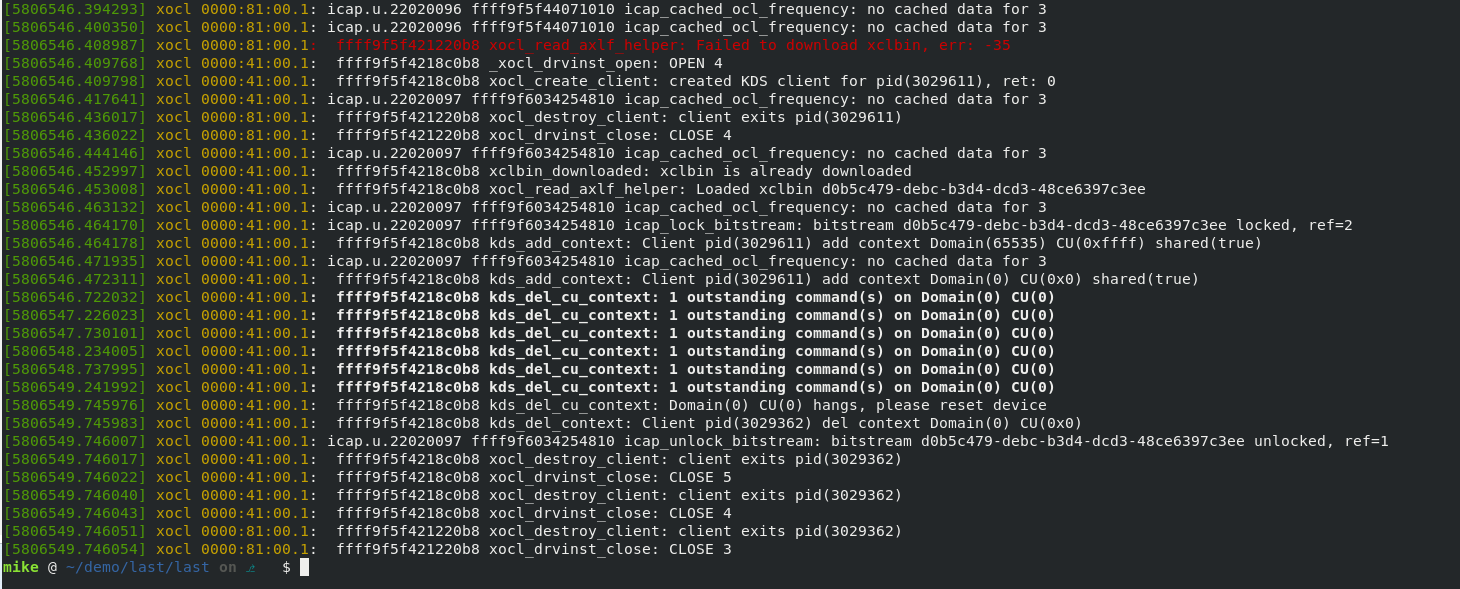 [5806546.394293] xocl 0000:81:00.1: icap.u.22020096 ffff9f5f44071010 icap_cached_ocl_frequency: no cached data for 3
[5806546.400350] xocl 0000:81:00.1: icap.u.22020096 ffff9f5f44071010 icap_cached_ocl_frequency: no cached data for 3
[5806546.408987] xocl 0000:81:00.1:  ffff9f5f421220b8 xocl_read_axlf_helper: Failed to download xclbin, err: -35
[5806546.409768] xocl 0000:41:00.1:  ffff9f5f4218c0b8 _xocl_drvinst_open: OPEN 4
[5806546.409798] xocl 0000:41:00.1:  ffff9f5f4218c0b8 xocl_create_client: created KDS client for pid(3029611), ret: 0
[5806546.417641] xocl 0000:41:00.1: icap.u.22020097 ffff9f6034254810 icap_cached_ocl_frequency: no cached data for 3
[5806546.436017] xocl 0000:81:00.1:  ffff9f5f421220b8 xocl_destroy_client: client exits pid(3029611)
[5806546.436022] xocl 0000:81:00.1:  ffff9f5f421220b8 xocl_drvinst_close: CLOSE 4
[5806546.444146] xocl 0000:41:00.1: icap.u.22020097 ffff9f6034254810 icap_cached_ocl_frequency: no cached data for 3
[5806546.452997] xocl 0000:41:00.1:  ffff9f5f4218c0b8 xclbin_downloaded: xclbin is already downloaded
[5806546.453008] xocl 0000:41:00.1:  ffff9f5f4218c0b8 xocl_read_axlf_helper: Loaded xclbin d0b5c479-debc-b3d4-dcd3-48ce6397c3ee
[5806546.463132] xocl 0000:41:00.1: icap.u.22020097 ffff9f6034254810 icap_cached_ocl_frequency: no cached data for 3
[5806546.464170] xocl 0000:41:00.1: icap.u.22020097 ffff9f6034254810 icap_lock_bitstream: bitstream d0b5c479-debc-b3d4-dcd3-48ce6397c3ee locked, ref=2
[5806546.464178] xocl 0000:41:00.1:  ffff9f5f4218c0b8 kds_add_context: Client pid(3029611) add context Domain(65535) CU(0xffff) shared(true)
[5806546.471935] xocl 0000:41:00.1: icap.u.22020097 ffff9f6034254810 icap_cached_ocl_frequency: no cached data for 3
[5806546.472311] xocl 0000:41:00.1:  ffff9f5f4218c0b8 kds_add_context: Client pid(3029611) add context Domain(0) CU(0x0) shared(true)
[5806546.722032] xocl 0000:41:00.1:  ffff9f5f4218c0b8 kds_del_cu_context: 1 outstanding command(s) on Domain(0) CU(0)
[5806547.226023] xocl 0000:41:00.1:  ffff9f5f4218c0b8 kds_del_cu_context: 1 outstanding command(s) on Domain(0) CU(0)
[5806547.730101] xocl 0000:41:00.1:  ffff9f5f4218c0b8 kds_del_cu_context: 1 outstanding command(s) on Domain(0) CU(0)
[5806548.234005] xocl 0000:41:00.1:  ffff9f5f4218c0b8 kds_del_cu_context: 1 outstanding command(s) on Domain(0) CU(0)
[5806548.737995] xocl 0000:41:00.1:  ffff9f5f4218c0b8 kds_del_cu_context: 1 outstanding command(s) on Domain(0) CU(0)
[5806549.241992] xocl 0000:41:00.1:  ffff9f5f4218c0b8 kds_del_cu_context: 1 outstanding command(s) on Domain(0) CU(0)
[5806549.745976] xocl 0000:41:00.1:  ffff9f5f4218c0b8 kds_del_cu_context: Domain(0) CU(0) hangs, please reset device
[5806549.745983] xocl 0000:41:00.1:  ffff9f5f4218c0b8 kds_del_context: Client pid(3029362) del context Domain(0) CU(0x0)
[5806549.746007] xocl 0000:41:00.1: icap.u.22020097 ffff9f6034254810 icap_unlock_bitstream: bitstream d0b5c479-debc-b3d4-dcd3-48ce6397c3ee unlocked, ref=1
[5806549.746017] xocl 0000:41:00.1:  ffff9f5f4218c0b8 xocl_destroy_client: client exits pid(3029362)
[5806549.746022] xocl 0000:41:00.1:  ffff9f5f4218c0b8 xocl_drvinst_close: CLOSE 5
[5806549.746040] xocl 0000:41:00.1:  ffff9f5f4218c0b8 xocl_destroy_client: client exits pid(3029362)
[5806549.746043] xocl 0000:41:00.1:  ffff9f5f4218c0b8 xocl_drvinst_close: CLOSE 4
[5806549.746051] xocl 0000:81:00.1:  ffff9f5f421220b8 xocl_destroy_client: client exits pid(3029362)
[5806549.746054] xocl 0000:81:00.1:  ffff9f5f421220b8 xocl_drvinst_close: CLOSE 3
mike @ ~/demo/last/last on ⎇ $